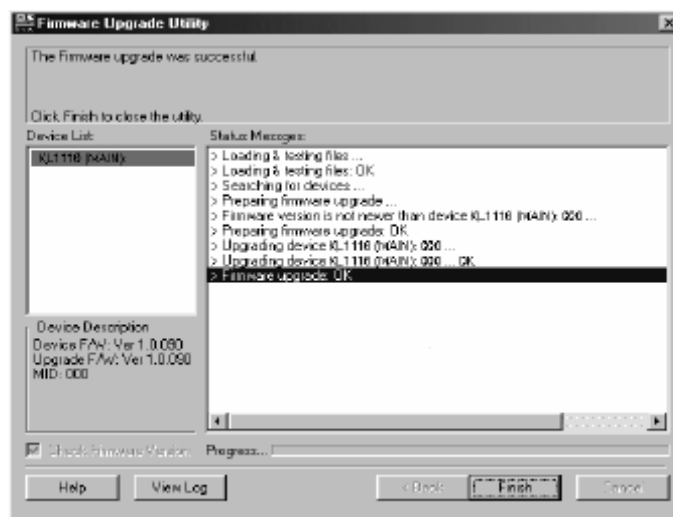 Firmware Upgrade Utility
The Firmware upgrade was successful.
Click Finish to close the utility.
Device List:
KL1116 (MAIN):
Status Messages:
> Loading & testing files ...
> Loading & testing files: OK
> Searching for devices ...
> Preparing firmware upgrade ...
> Firmware version is not newer than device KL1116 (MAIN): 000 ...
> Preparing firmware upgrade: OK
> Upgrading device KL1116 (MAIN): 000 ...
> Upgrading device KL1116 (MAIN): 000 ... OK
> Firmware upgrade: OK
Device Description
Device F/W: Ver 1.0.090
Upgrade F/W: Ver 1.0.090
MID: 000
Check Firmware Version
Progress...
Help
View Log
< Back
Finish
Cancel